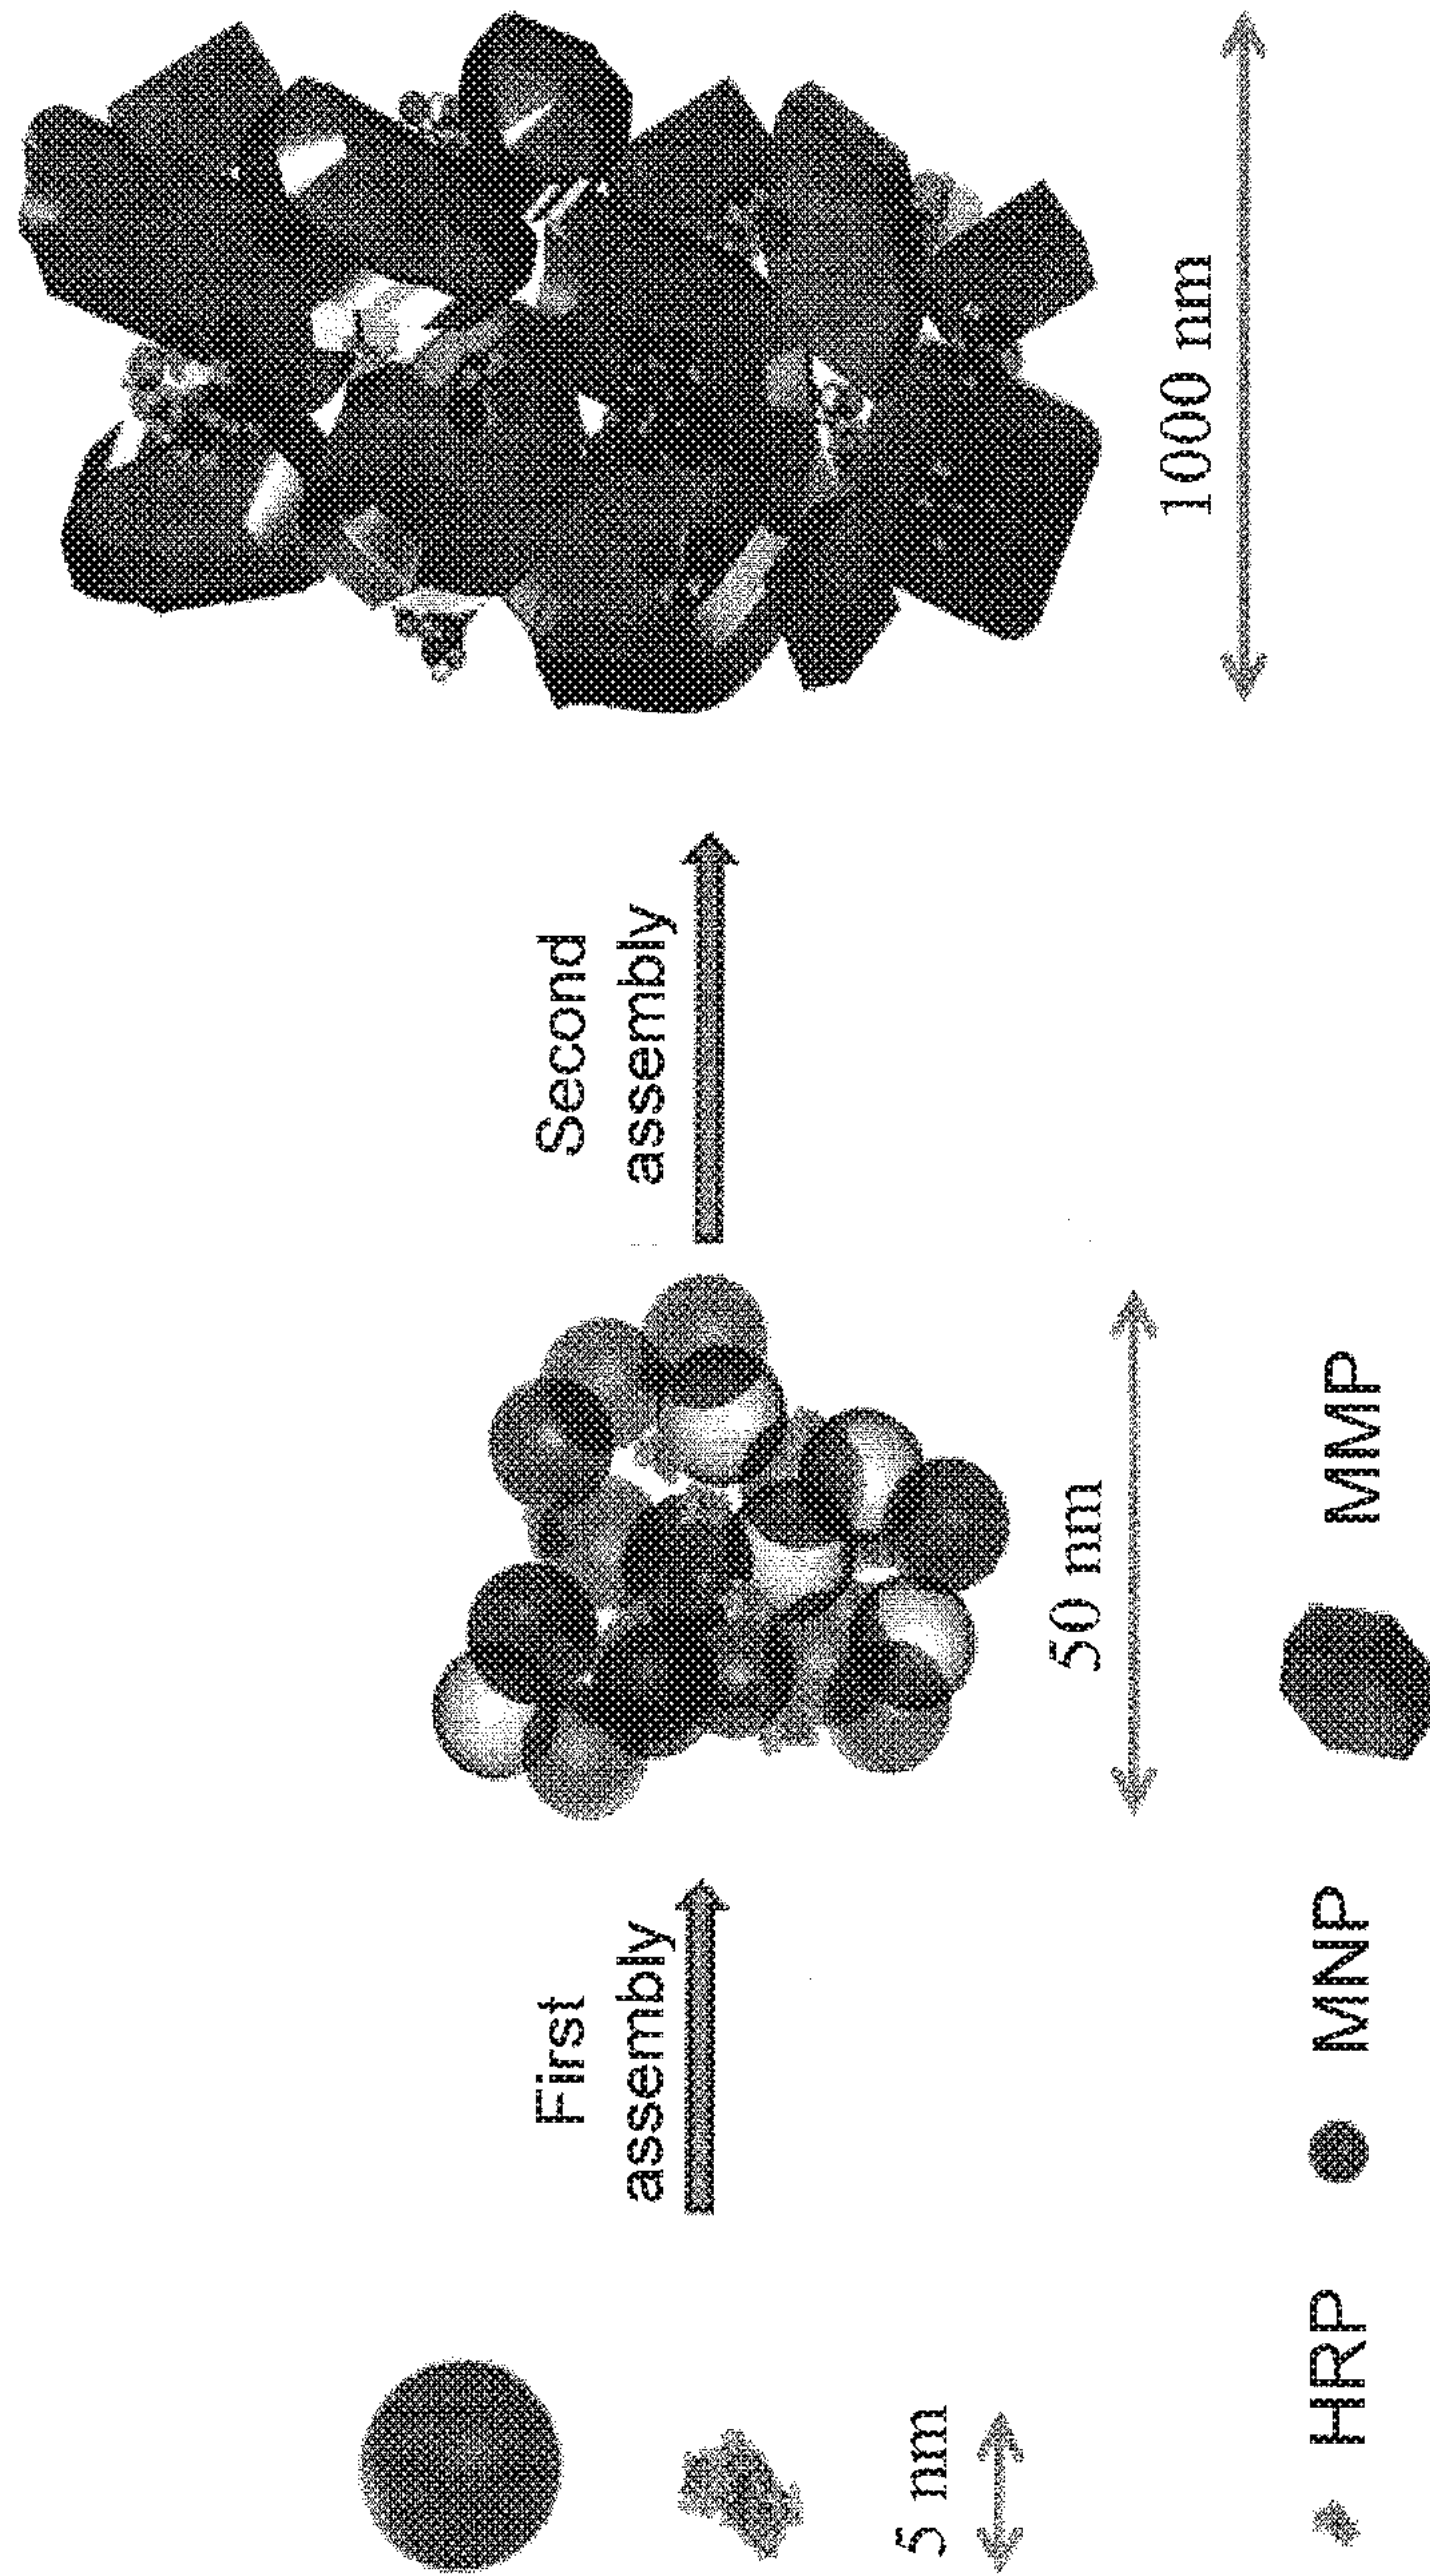 First
assembly
Second
assembly
5 nm
50 nm
1000 nm
HRP
MNP
MMP